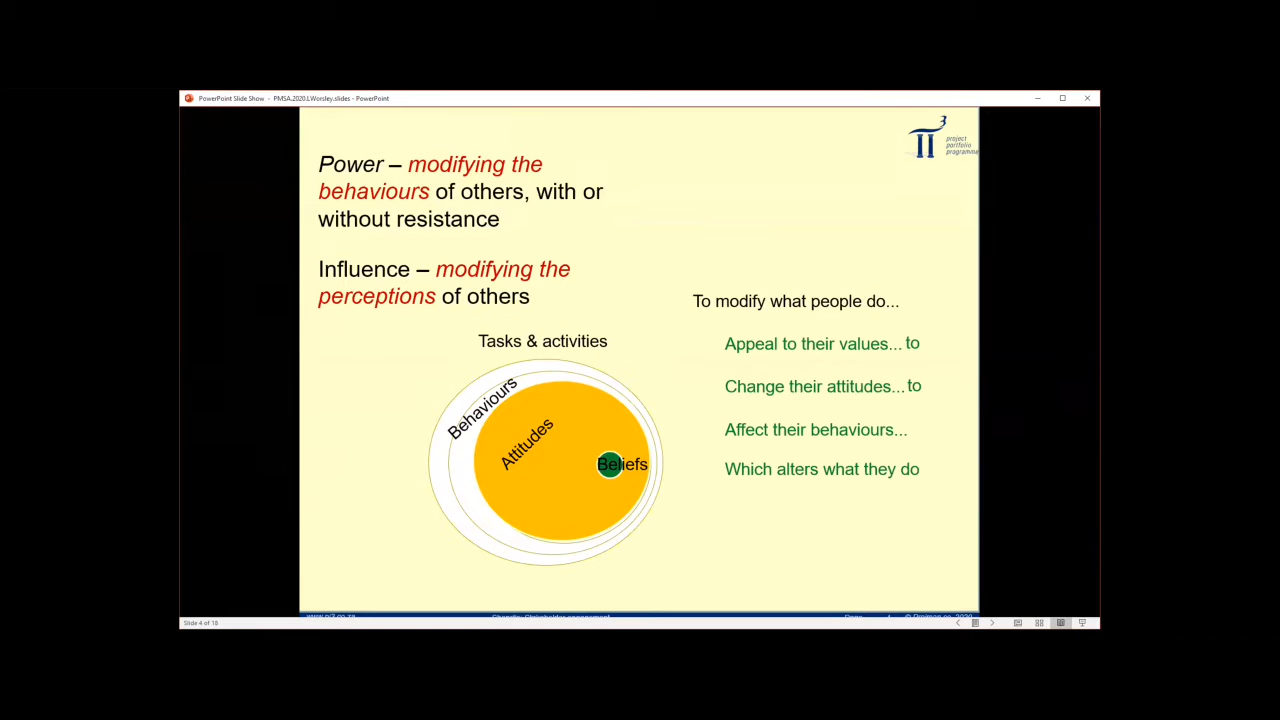 PowerPoint Slide Show - PMSA.2020.LWorsley.slides - PowerPoint
3
project
portfolio
programme
Power – modifying the
behaviours of others, with or
without resistance
Influence – modifying the
perceptions of others
To modify what people do...
Appeal to their values... to
Change their attitudes... to
Affect their behaviours...
Which alters what they do
Tasks & activities
Behaviours
Attitudes
Beliefs
Slide 4 of 18